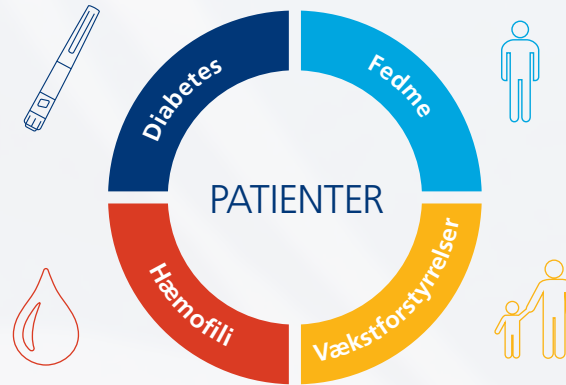 Diabetes
Fedme
PATIENTER
Hæmofili
Vækstforstyrrelser